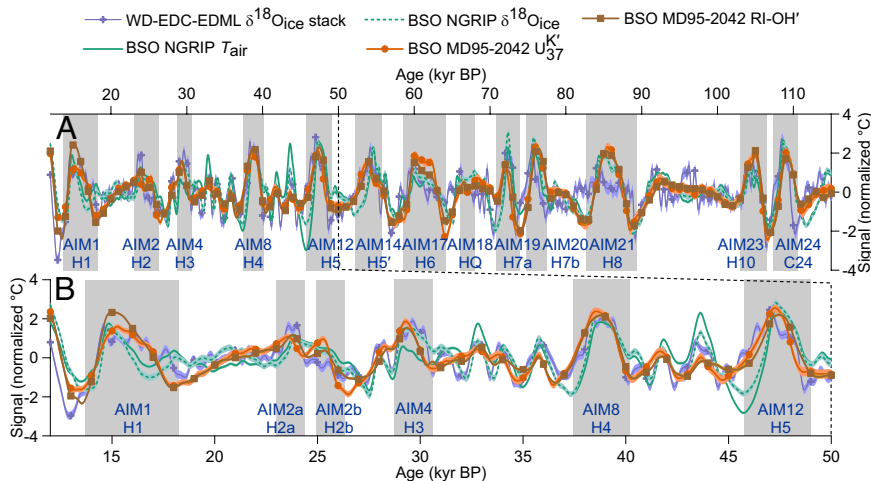 WD-EDC-EDML δ¹⁸Oice stack
BSO NGRIP δ¹⁸Oice
BSO MD95-2042 RI-OH′
BSO NGRIP Tair
BSO MD95-2042 U37K′
Age (kyr BP)
20 30 40 50 60 70 80 90 100 110
A
4
2
0
-2
-4
Signal (normalized °C)
AIM1 AIM2 AIM4 AIM8 AIM12 AIM14 AIM17 AIM18 AIM19 AIM20 AIM21 AIM23 AIM24
H1 H2 H3 H4 H5 H5′ H6 HQ H7a H7b H8 H10 C24
B
4
2
0
-2
-4
Signal (normalized °C)
AIM1 AIM2a AIM2b AIM4 AIM8 AIM12
H1 H2a H2b H3 H4 H5
15 20 25 30 35 40 45 50
Age (kyr BP)